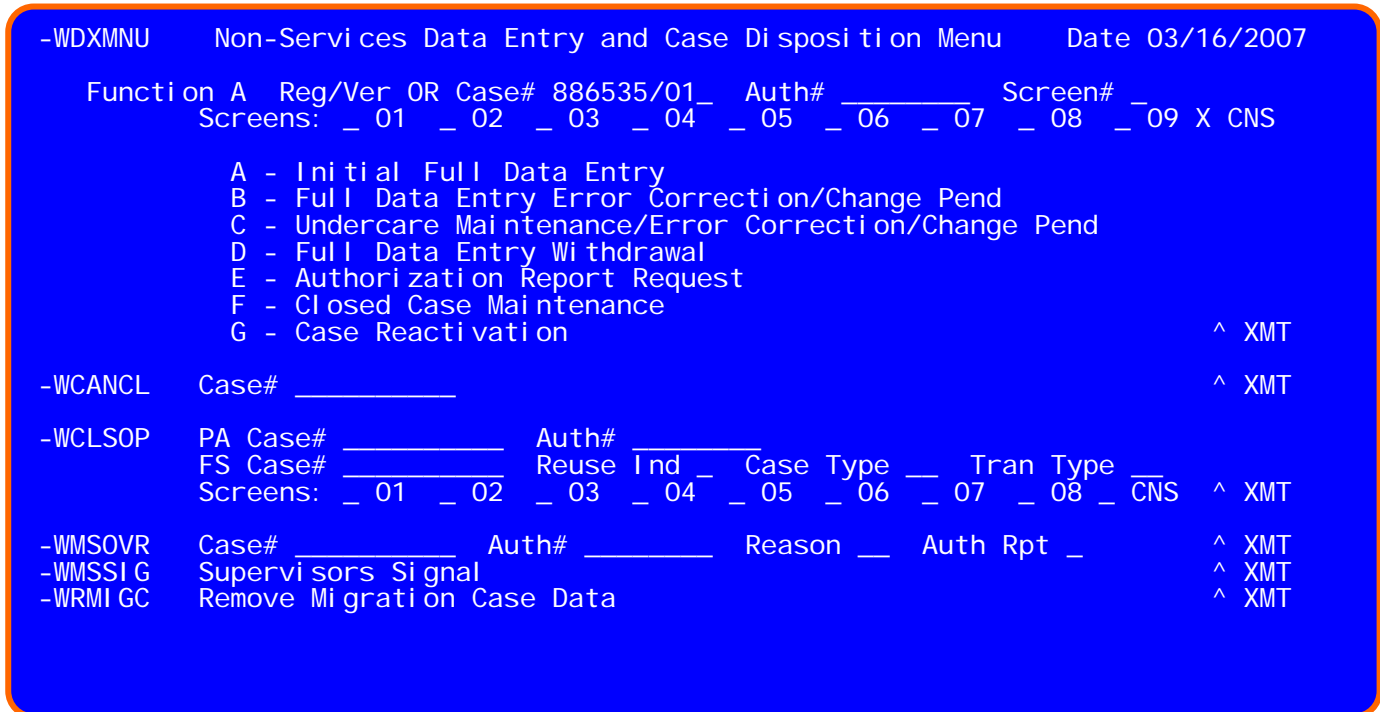 -WDXMNU    Non-Services Data Entry and Case Disposition Menu    Date 03/16/2007
Function A  Reg/Ver OR Case# 886535/01_  Auth# ________  Screen# _
Screens: _ 01  _ 02  _ 03  _ 04  _ 05  _ 06  _ 07  _ 08  _ 09 X CNS
A - Initial Full Data Entry
B - Full Data Entry Error Correction/Change Pend
C - Undercare Maintenance/Error Correction/Change Pend
D - Full Data Entry Withdrawal
E - Authorization Report Request
F - Closed Case Maintenance
G - Case Reactivation    ^ XMT
-WCANCL   Case# __________    ^ XMT
-WCLSOP   PA Case# __________  Auth# ________
FS Case# __________  Reuse Ind _  Case Type __  Tran Type __
Screens: _ 01  _ 02  _ 03  _ 04  _ 05  _ 06  _ 07  _ 08 _ CNS  ^ XMT
-WMSOVR   Case# __________  Auth# ________  Reason __  Auth Rpt _    ^ XMT
-WMSSIG   Supervisors Signal    ^ XMT
-WRMIGC   Remove Migration Case Data    ^ XMT